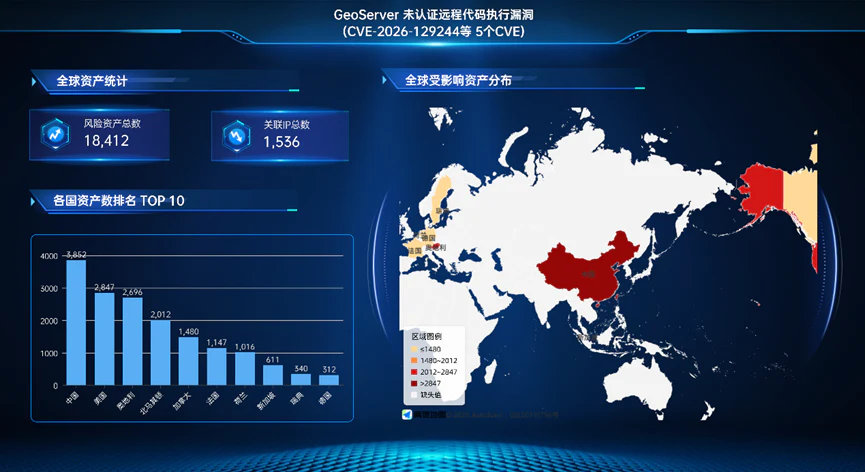 GeoServer 未认证远程代码执行漏洞
(CVE-2026-129244等 5个CVE)
全球资产统计
风险资产总数
18,412
关联IP总数
1,536
各国资产数排名 TOP 10
4000
3000
2000
1000
0
3,852
2,847
2,696
2,012
1,480
1,147
1,016
611
340
312
中国
美国
奥地利
北马其顿
加拿大
法国
荷兰
新加坡
瑞典
德国
全球受影响资产分布
德国
法国
奥地利
区域图例
≤1480
1480~2012
2012~2847
>2847
缺失值